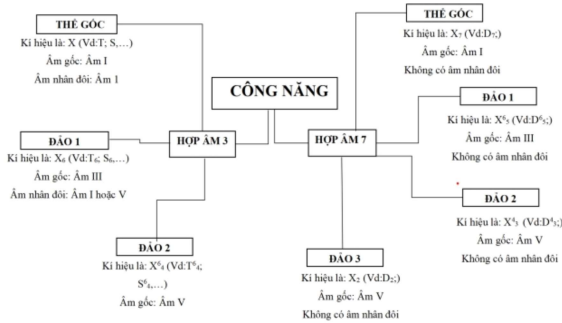 CÔNG NĂNG
HỢP ÂM 3
THỂ GỐC
Kí hiệu là: X (Vd:T; S,…)
Âm gốc: Âm I
Âm nhân đôi: Âm 1
ĐẢO 1
Kí hiệu là: X₆ (Vd:T₆; S₆,…)
Âm gốc: Âm III
Âm nhân đôi: Âm I hoặc V
ĐẢO 2
Kí hiệu là: X⁶₄ (Vd:T⁶₄;
S⁶₄,…)
Âm gốc: Âm V
HỢP ÂM 7
THỂ GỐC
Kí hiệu là: X₇ (Vd:D₇;)
Âm gốc: Âm I
Không có âm nhân đôi
ĐẢO 1
Kí hiệu là: X⁶₅ (Vd:D⁶₅;)
Âm gốc: Âm III
Không có âm nhân đôi
ĐẢO 2
Kí hiệu là: X⁴₃ (Vd:D⁴₃;)
Âm gốc: Âm V
Không có âm nhân đôi
ĐẢO 3
Kí hiệu là: X₂ (Vd:D₂;)
Âm gốc: Âm V
Không có âm nhân đôi